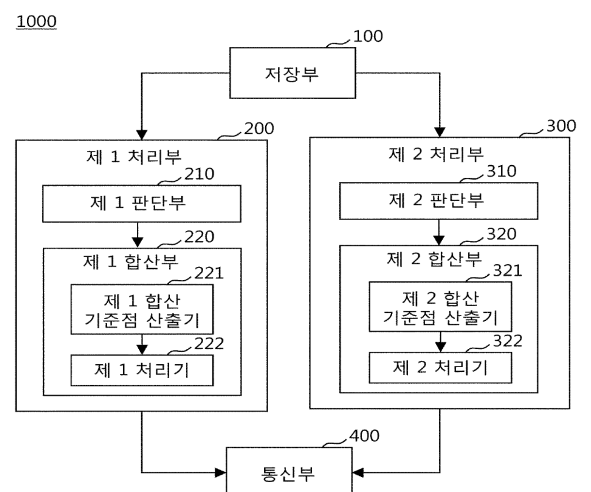 1000
100
저장부
200
제 1 처리부
210
제 1 판단부
220
제 1 합산부
221
제 1 합산
기준점 산출기
222
제 1 처리기
300
제 2 처리부
310
제 2 판단부
320
제 2 합산부
321
제 2 합산
기준점 산출기
322
제 2 처리기
400
통신부